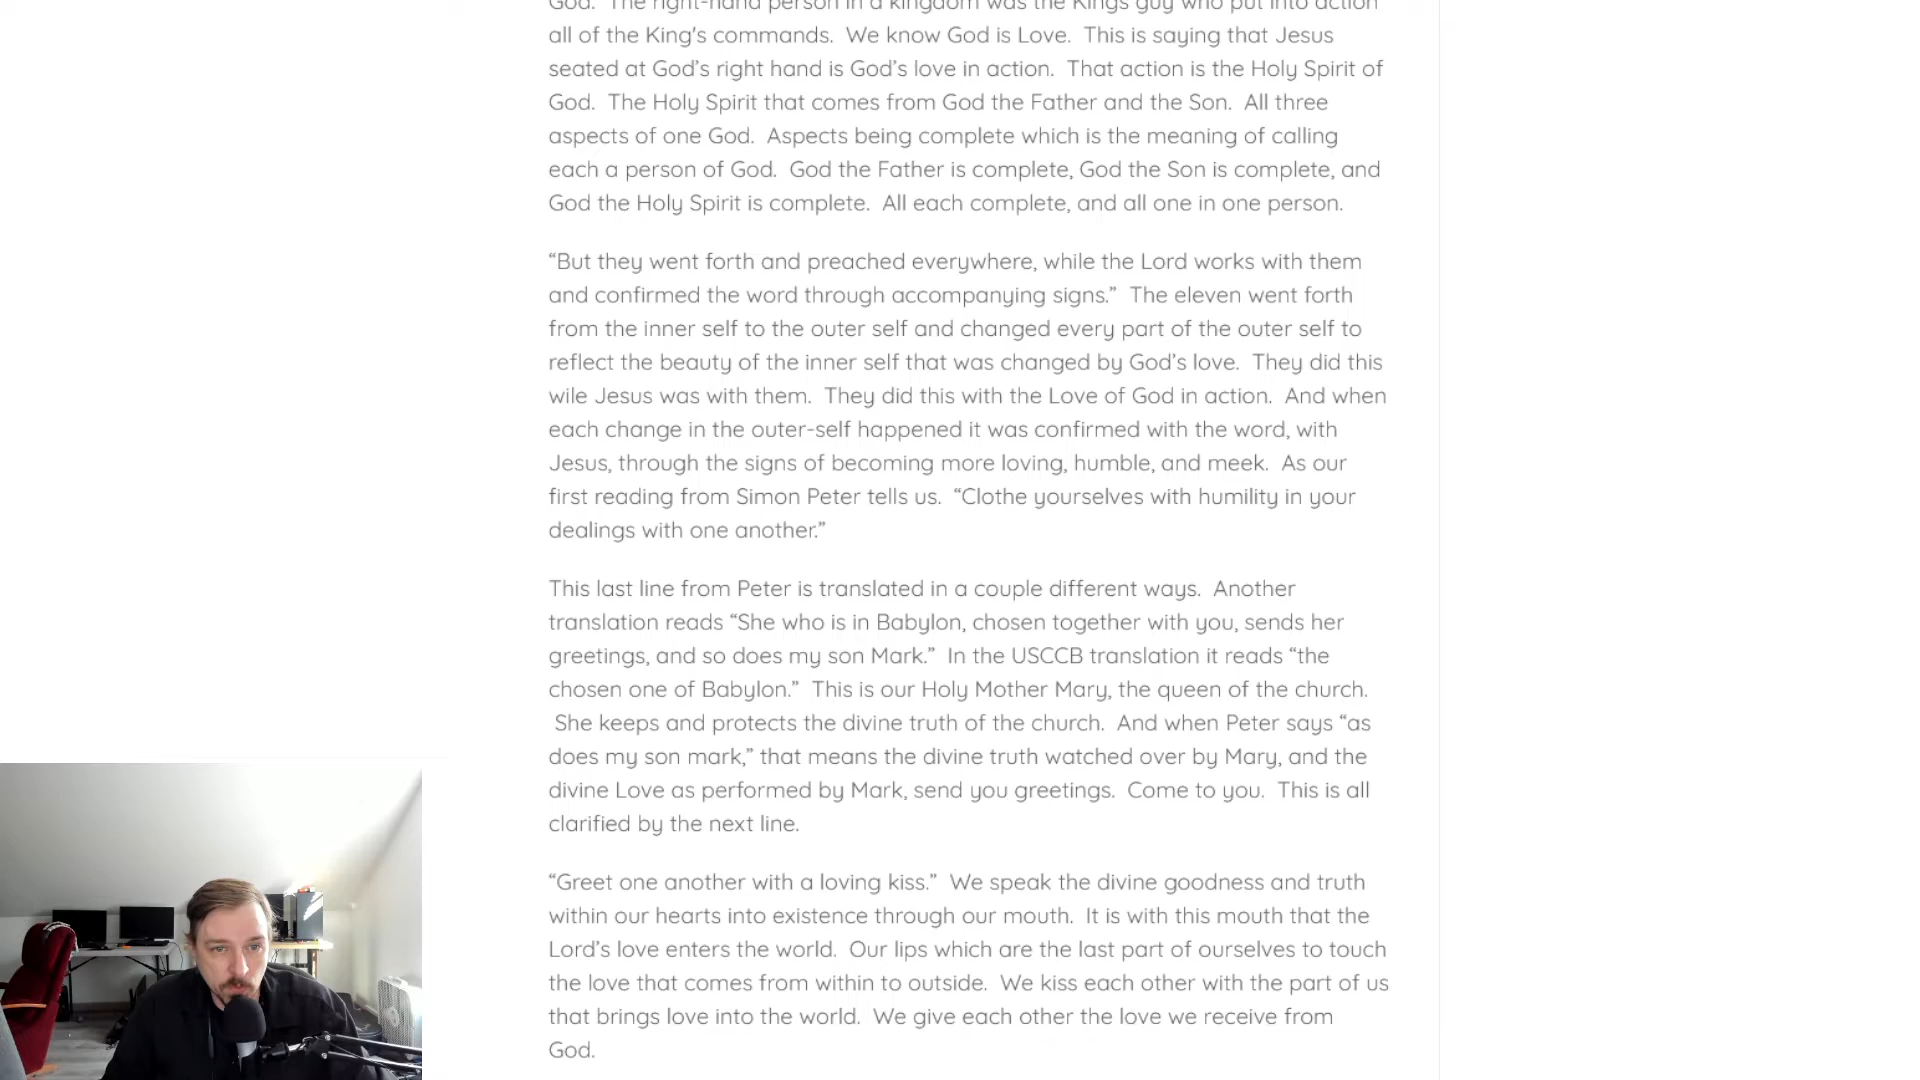 God.  The right-hand person in a kingdom was the Kings guy who put into action
all of the King's commands.  We know God is Love.  This is saying that Jesus
seated at God’s right hand is God’s love in action.  That action is the Holy Spirit of
God.  The Holy Spirit that comes from God the Father and the Son.  All three
aspects of one God.  Aspects being complete which is the meaning of calling
each a person of God.  God the Father is complete, God the Son is complete, and
God the Holy Spirit is complete.  All each complete, and all one in one person.
“But they went forth and preached everywhere, while the Lord works with them
and confirmed the word through accompanying signs.”  The eleven went forth
from the inner self to the outer self and changed every part of the outer self to
reflect the beauty of the inner self that was changed by God’s love.  They did this
wile Jesus was with them.  They did this with the Love of God in action.  And when
each change in the outer-self happened it was confirmed with the word, with
Jesus, through the signs of becoming more loving, humble, and meek.  As our
first reading from Simon Peter tells us.  “Clothe yourselves with humility in your
dealings with one another.”
This last line from Peter is translated in a couple different ways.  Another
translation reads “She who is in Babylon, chosen together with you, sends her
greetings, and so does my son Mark.”  In the USCCB translation it reads “the
chosen one of Babylon.”  This is our Holy Mother Mary, the queen of the church.
She keeps and protects the divine truth of the church.  And when Peter says “as
does my son mark,” that means the divine truth watched over by Mary, and the
divine Love as performed by Mark, send you greetings.  Come to you.  This is all
clarified by the next line.
“Greet one another with a loving kiss.”  We speak the divine goodness and truth
within our hearts into existence through our mouth.  It is with this mouth that the
Lord’s love enters the world.  Our lips which are the last part of ourselves to touch
the love that comes from within to outside.  We kiss each other with the part of us
that brings love into the world.  We give each other the love we receive from
God.